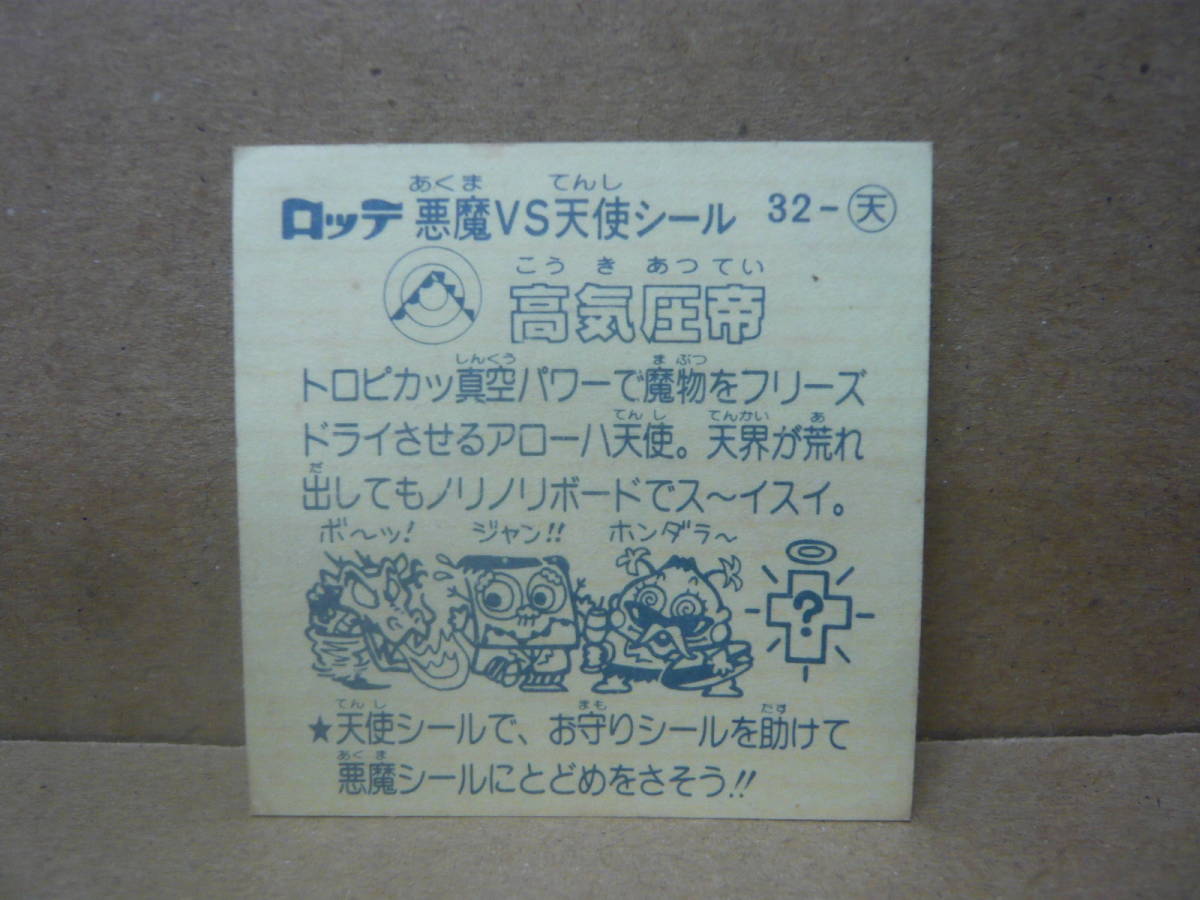 あくま てんし
ロッテ 悪魔VS天使シール 32-天
こうきあつてい
高気圧帝
しんくう まぶつ
トロピカッ真空パワーで魔物をフリーズ
てんし てんかい あ
ドライさせるアローハ天使。天界が荒れ
だ
出してもノリノリボードでス〜イスイ。
ボ〜ッ! ジャン!! ホンダラ〜
?
てんし まも たす
★天使シールで、お守りシールを助けて
あくま
悪魔シールにとどめをさそう!!